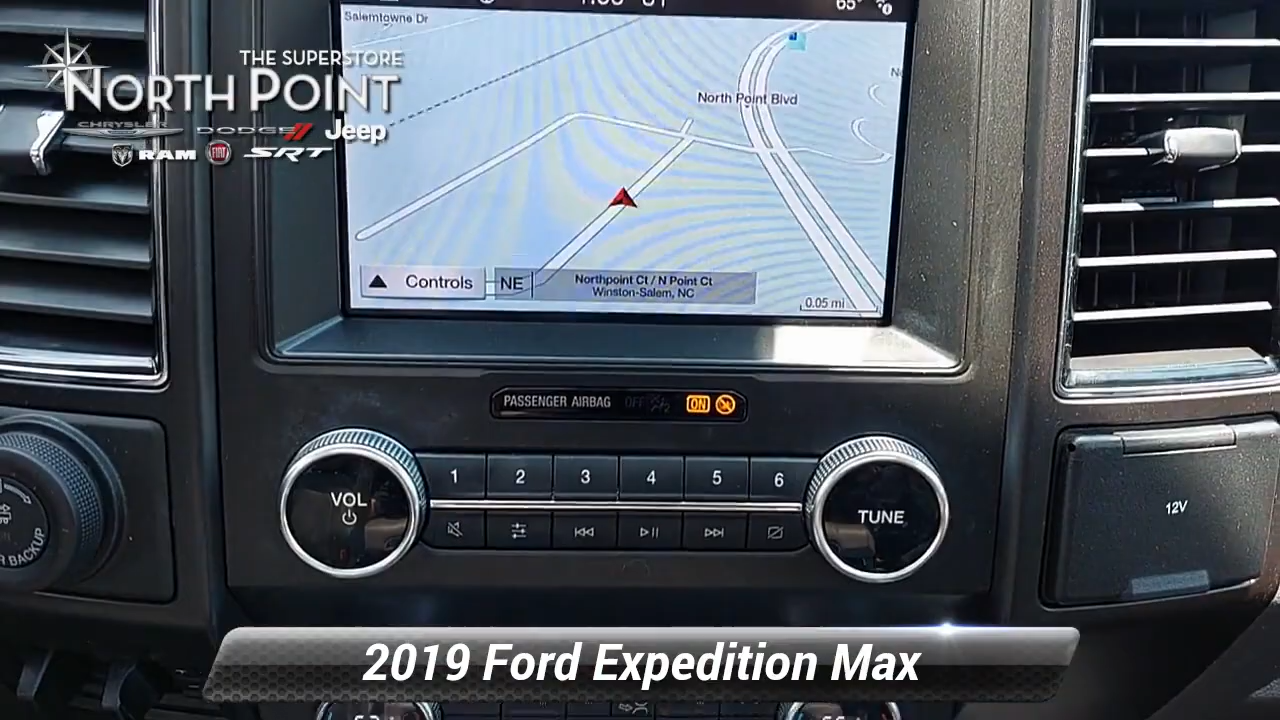 Salemtowne Dr
65°
THE SUPERSTORE
NORTH POINT
CHRYSLER DODGE Jeep
RAM FIAT SRT
North Point Blvd
Controls
NE
Northpoint Ct / N Point Ct
Winston-Salem, NC
0.05 mi
PASSENGER AIRBAG OFF ON
1 2 3 4 5 6
VOL
TUNE
12V
R BACKUP
2019 Ford Expedition Max